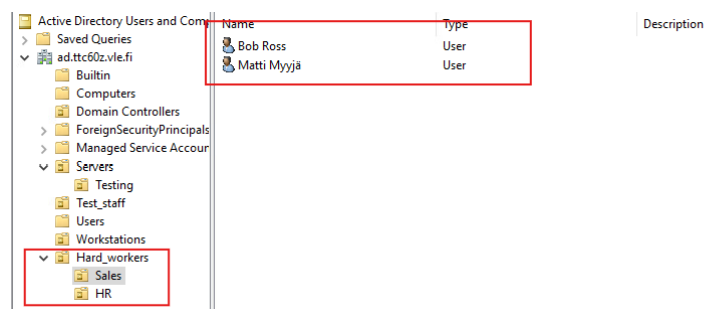 Active Directory Users and Com
Saved Queries
ad.ttc60z.vle.fi
Builtin
Computers
Domain Controllers
ForeignSecurityPrincipals
Managed Service Accour
Servers
Testing
Test_staff
Users
Workstations
Hard_workers
Sales
HR
Name Type Description
Bob Ross User
Matti Myyjä User